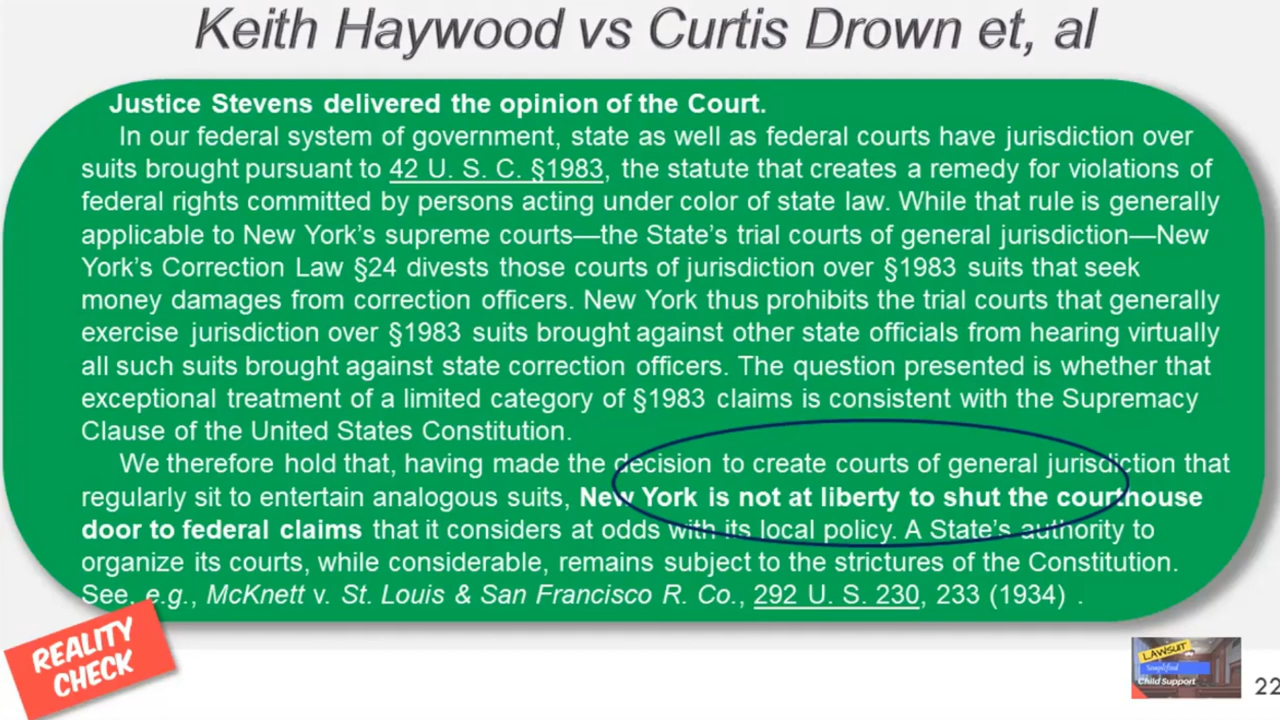 Keith Haywood vs Curtis Drown et, al
Justice Stevens delivered the opinion of the Court.
In our federal system of government, state as well as federal courts have jurisdiction over
suits brought pursuant to 42 U. S. C. §1983, the statute that creates a remedy for violations of
federal rights committed by persons acting under color of state law. While that rule is generally
applicable to New York's supreme courts—the State's trial courts of general jurisdiction—New
York's Correction Law §24 divests those courts of jurisdiction over §1983 suits that seek
money damages from correction officers. New York thus prohibits the trial courts that generally
exercise jurisdiction over §1983 suits brought against other state officials from hearing virtually
all such suits brought against state correction officers. The question presented is whether that
exceptional treatment of a limited category of §1983 claims is consistent with the Supremacy
Clause of the United States Constitution.
We therefore hold that, having made the decision to create courts of general jurisdiction that
regularly sit to entertain analogous suits, New York is not at liberty to shut the courthouse
door to federal claims that it considers at odds with its local policy. A State's authority to
organize its courts, while considerable, remains subject to the strictures of the Constitution.
See, e.g., McKnett v. St. Louis & San Francisco R. Co., 292 U. S. 230, 233 (1934) .
REALITY
CHECK
LAWSUIT
Simplified
Child Support
22